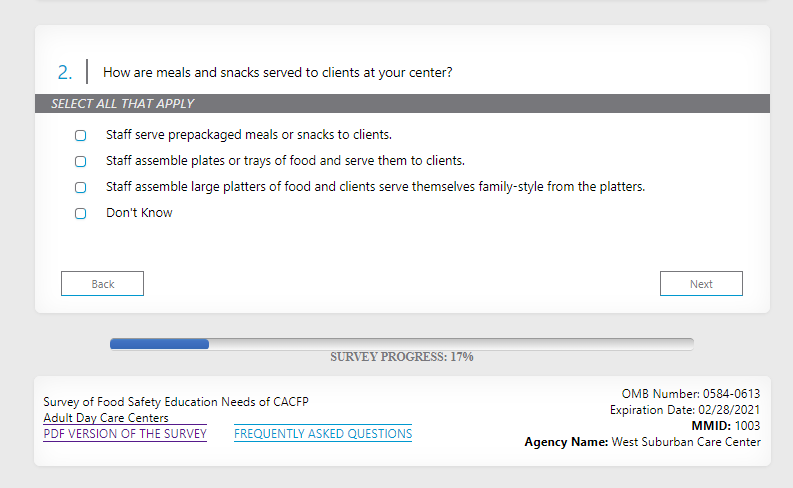 2. How are meals and snacks served to clients at your center?
SELECT ALL THAT APPLY
Staff serve prepackaged meals or snacks to clients.
Staff assemble plates or trays of food and serve them to clients.
Staff assemble large platters of food and clients serve themselves family-style from the platters.
Don't Know
Back
Next
SURVEY PROGRESS: 17%
Survey of Food Safety Education Needs of CACFP
Adult Day Care Centers
PDF VERSION OF THE SURVEY
FREQUENTLY ASKED QUESTIONS
OMB Number: 0584-0613
Expiration Date: 02/28/2021
MMID: 1003
Agency Name: West Suburban Care Center